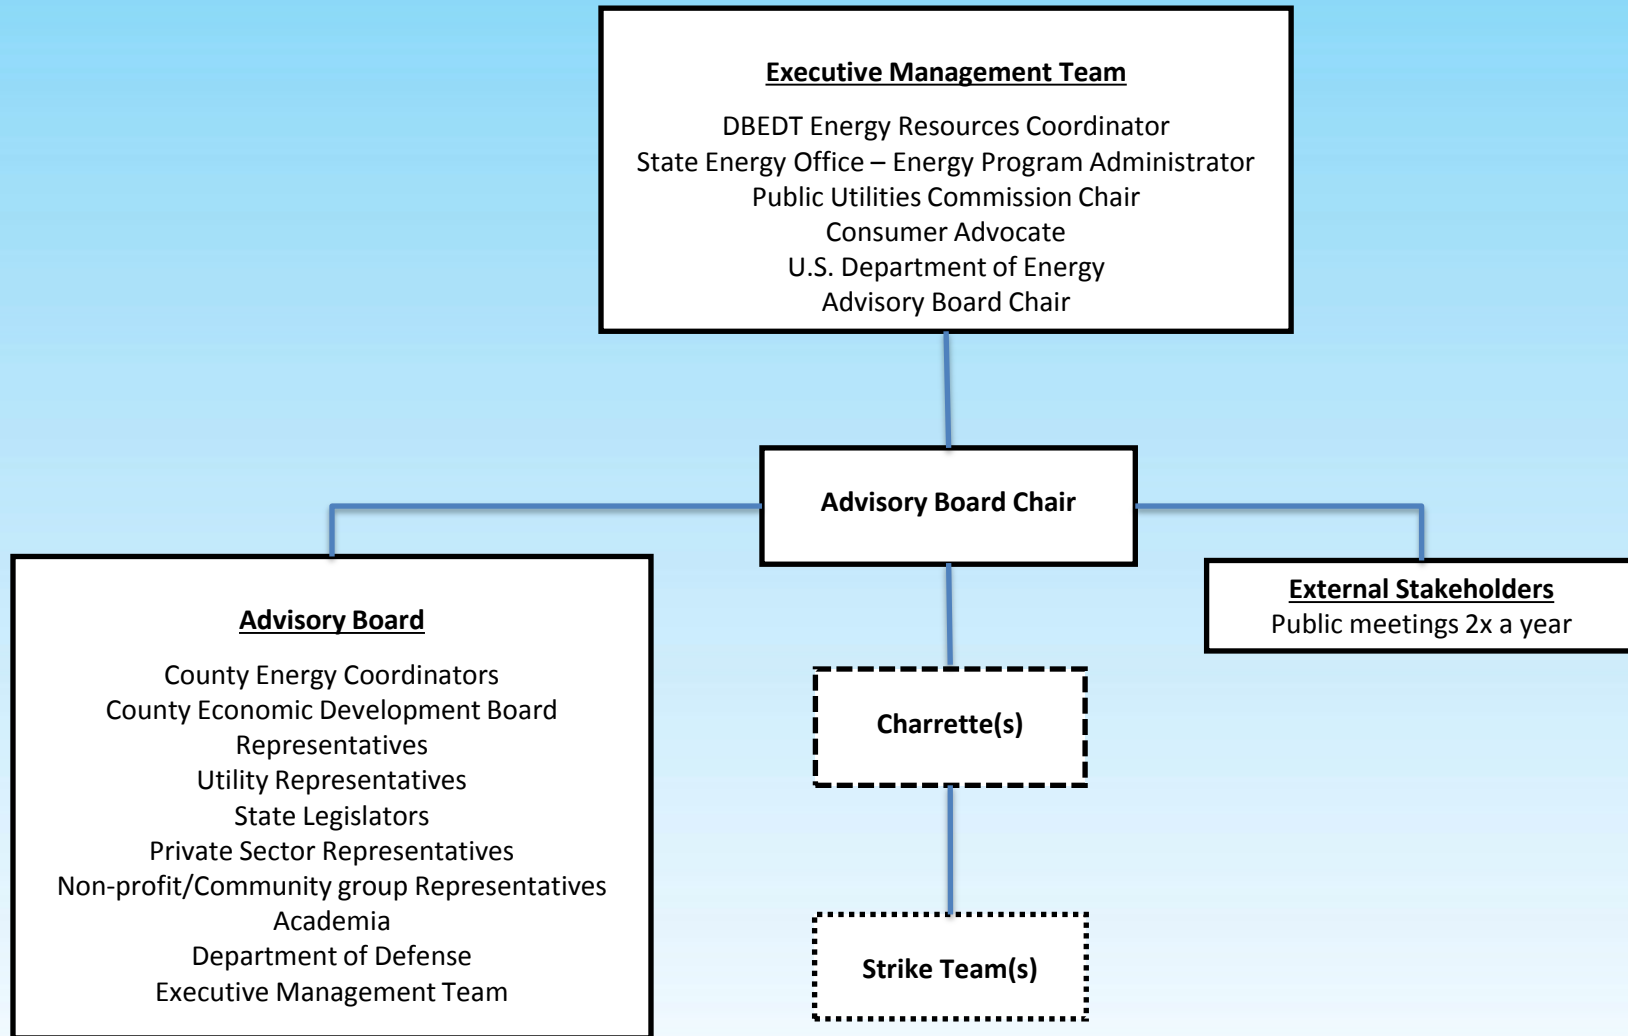 Executive Management Team
DBEDT Energy Resources Coordinator
State Energy Office – Energy Program Administrator
Public Utilities Commission Chair
Consumer Advocate
U.S. Department of Energy
Advisory Board Chair
Advisory Board Chair
Advisory Board
County Energy Coordinators
County Economic Development Board
Representatives
Utility Representatives
State Legislators
Private Sector Representatives
Non-profit/Community group Representatives
Academia
Department of Defense
Executive Management Team
External Stakeholders
Public meetings 2x a year
Charrette(s)
Strike Team(s)